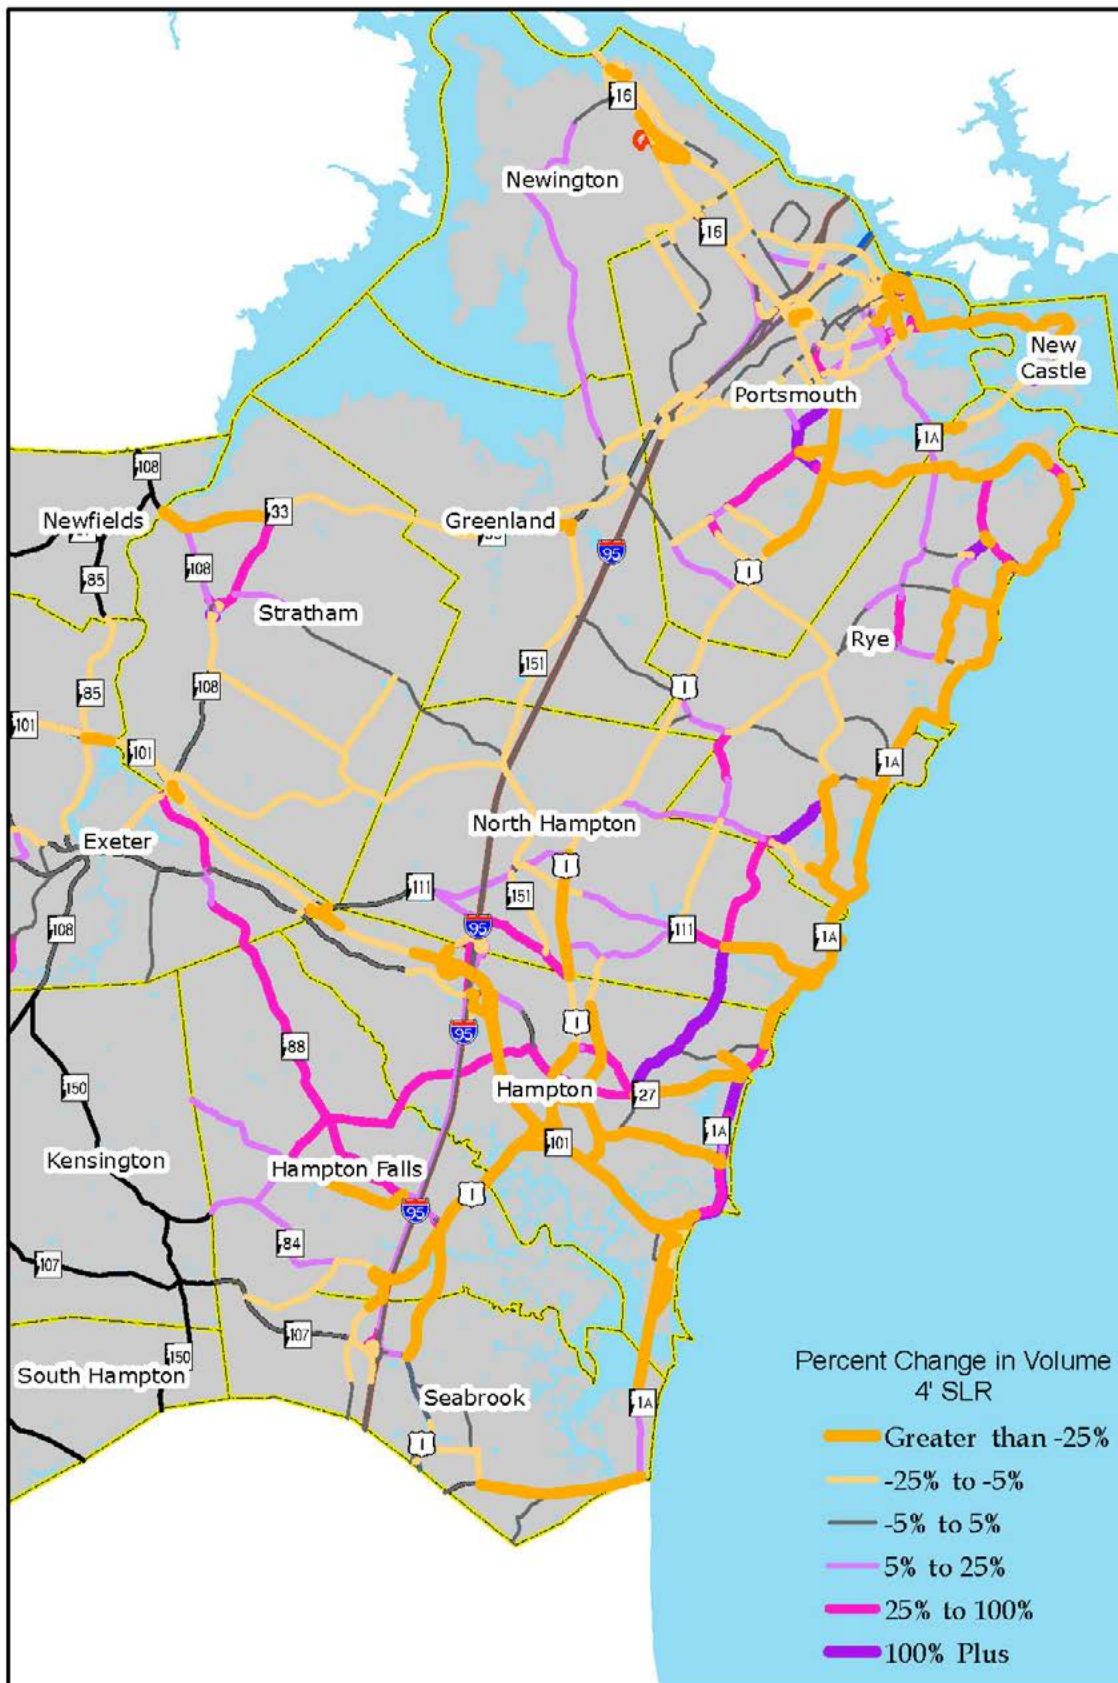 16
Newington
16
New
Castle
Portsmouth
1A
108
33
Newfields
Greenland
95
85
108
1
Stratham
Rye
151
85
108
1
101
101
1A
North Hampton
Exeter
1
111
151
108
95
111
1A
1
95
88
150
Hampton
27
101
1A
Kensington
Hampton Falls
1
95
84
107
107
150
Percent Change in Volume
South Hampton
4' SLR
Seabrook
1A
1
Greater than -25%
-25% to -5%
-5% to 5%
5% to 25%
25% to 100%
100% Plus